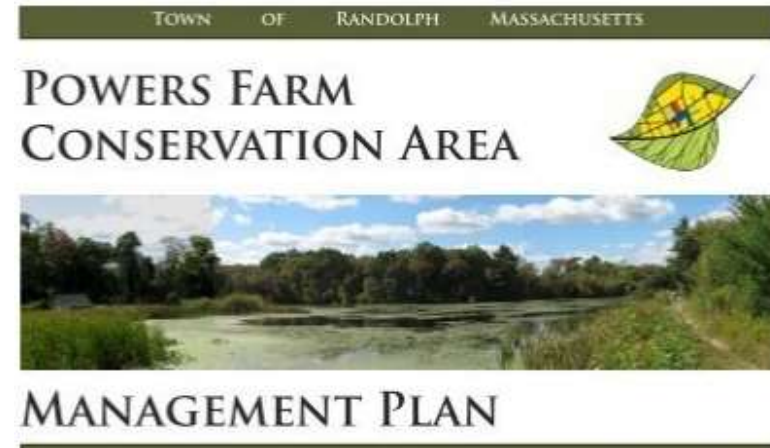 TOWN OF RANDOLPH MASSACHUSETTS
POWERS FARM
CONSERVATION AREA
MANAGEMENT PLAN